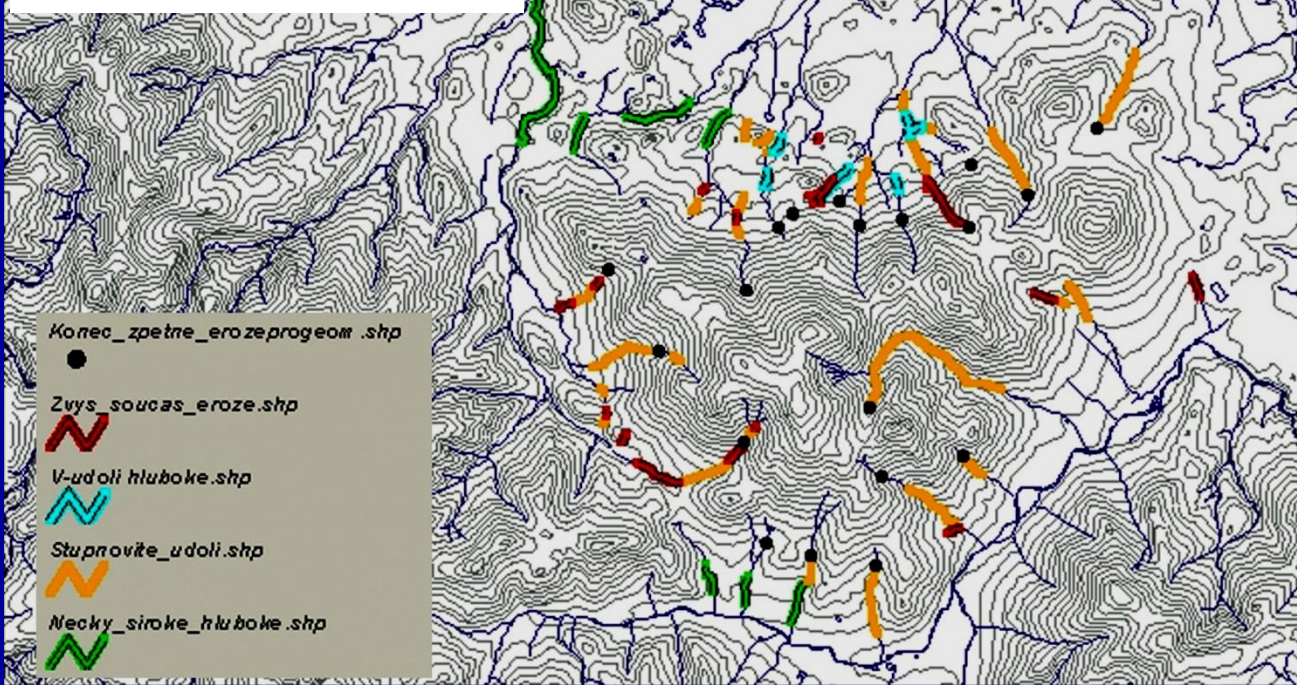 Konec_zpetne_erozeprogeom .shp
Zvys_soucas_eroze.shp
V-udoli hluboke.shp
Stupnovite_udoli.shp
Necky_siroke_hluboke.shp